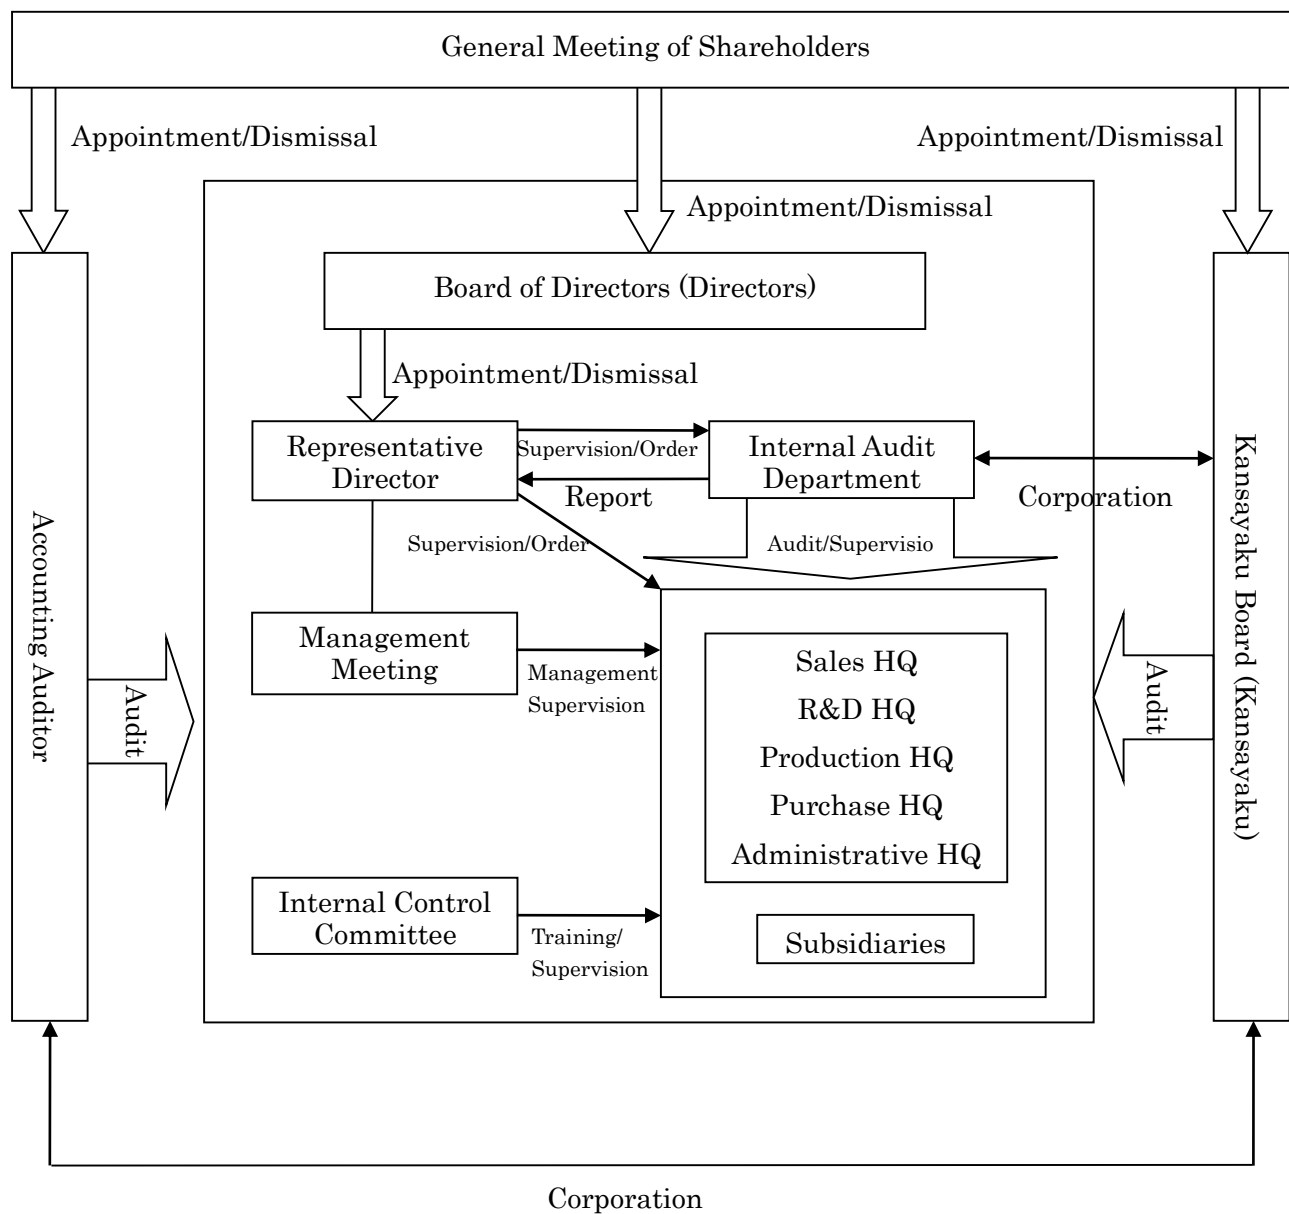 General Meeting of Shareholders
Appointment/Dismissal
Appointment/Dismissal
Appointment/Dismissal
Board of Directors (Directors)
Appointment/Dismissal
Representative
Director
Supervision/Order
Report
Internal Audit
Department
Corporation
Supervision/Order
Audit/Supervisio
Accounting Auditor
Kansayaku Board (Kansayaku)
Audit
Audit
Management
Meeting
Management
Supervision
Sales HQ
R&D HQ
Production HQ
Purchase HQ
Administrative HQ
Internal Control
Committee
Training/
Supervision
Subsidiaries
Corporation